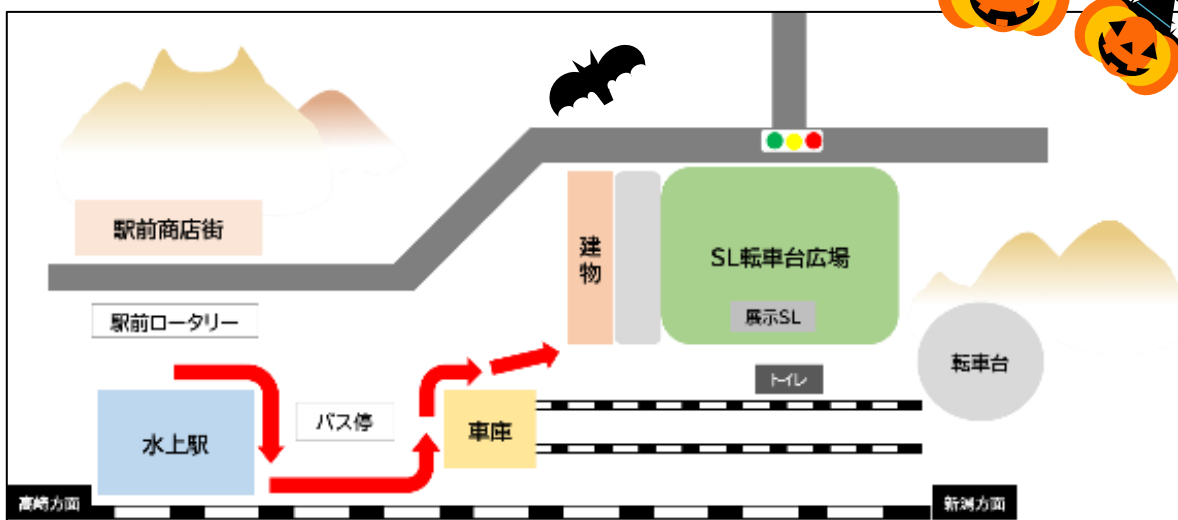 駅前商店街
建物
SL転車台広場
展示SL
駅前ロータリー
転車台
トイレ
バス停
車庫
水上駅
高崎方面
新潟方面